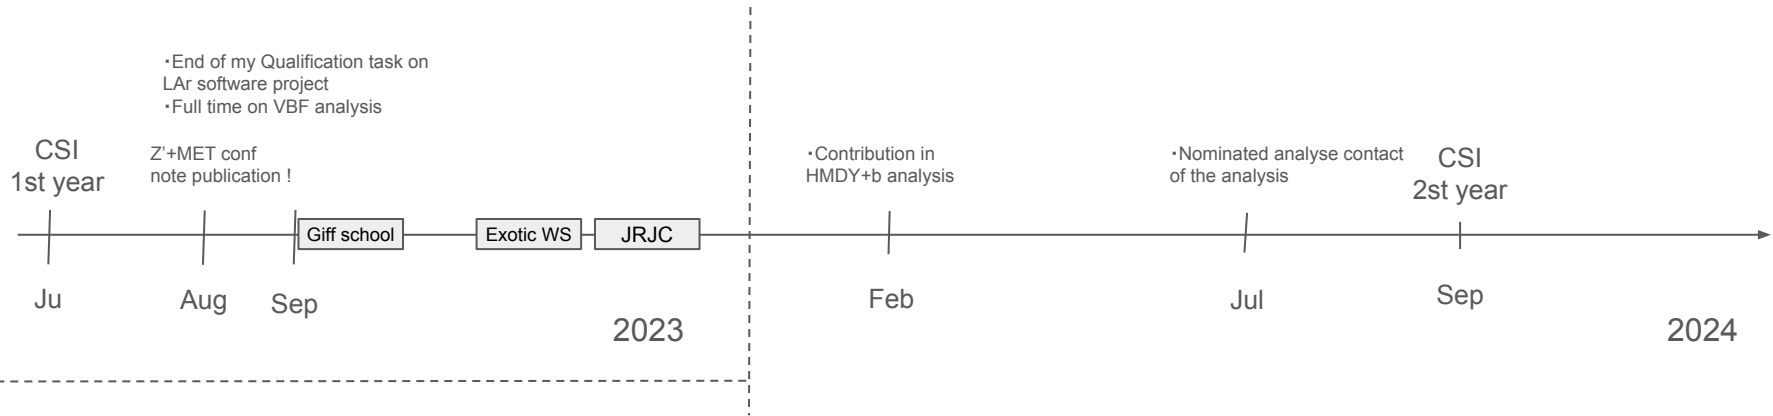 ・End of my Qualification task on
LAr software project
・Full time on VBF analysis
CSI
1st year
Z'+MET conf
note publication !
・Contribution in
HMDY+b analysis
・Nominated analyse contact
of the analysis
CSI
2st year
Giff school
Exotic WS
JRJC
Ju
Aug
Sep
Feb
Jul
Sep
2023
2024